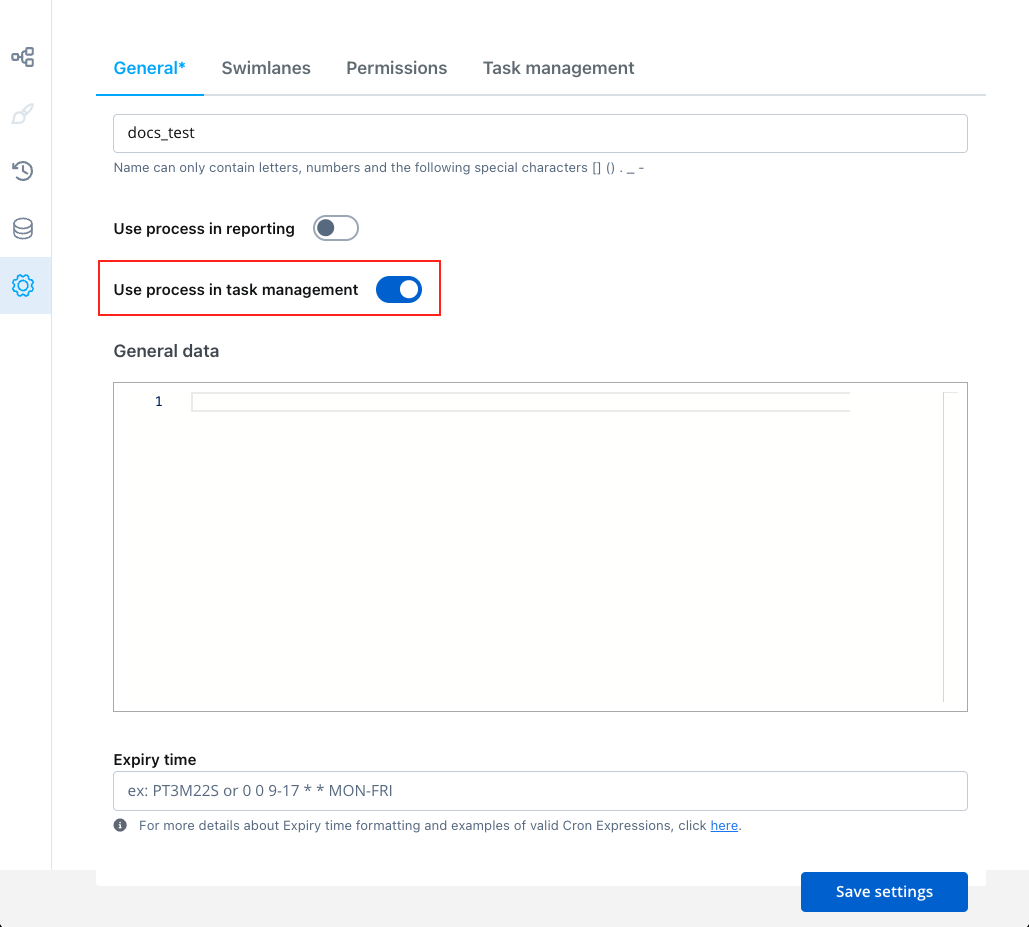 General* Swimlanes Permissions Task management
docs_test
Name can only contain letters, numbers and the following special characters [] () . _ -
Use process in reporting
Use process in task management
General data
1
Expiry time
ex: PT3M22S or 0 0 9-17 * * MON-FRI
For more details about Expiry time formatting and examples of valid Cron Expressions, click here.
Save settings